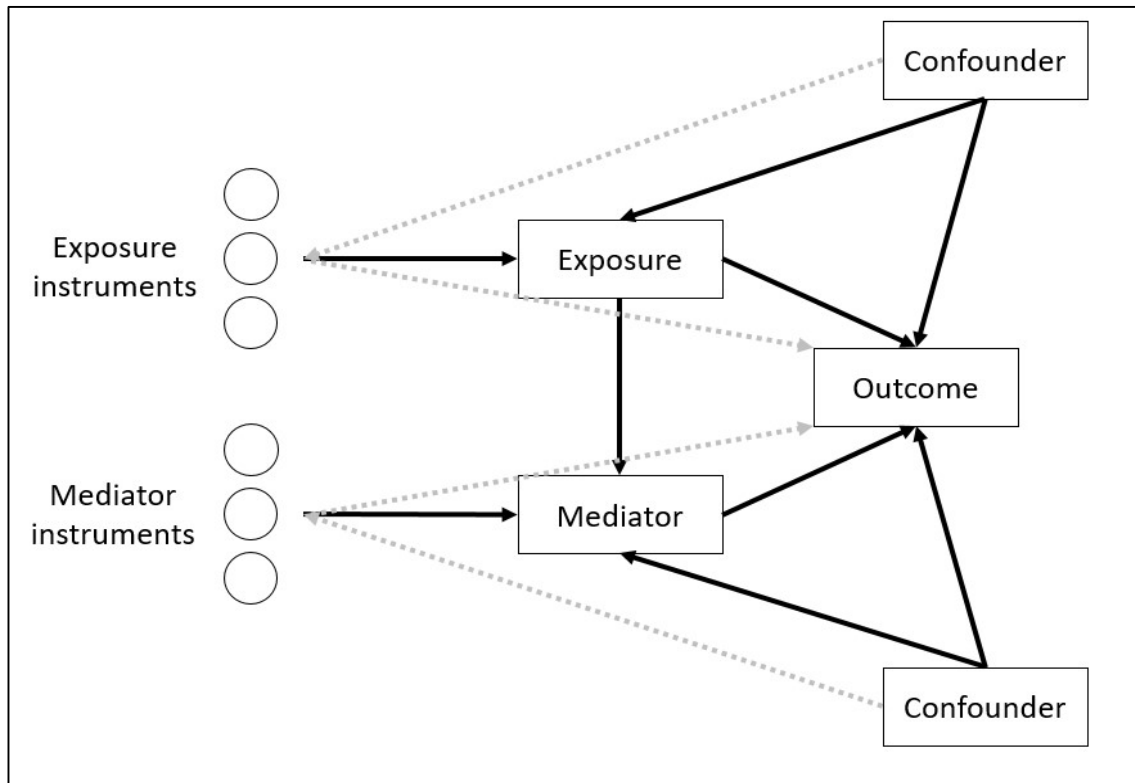 Confounder
Exposure
instruments
Exposure
Outcome
Mediator
instruments
Mediator
Confounder